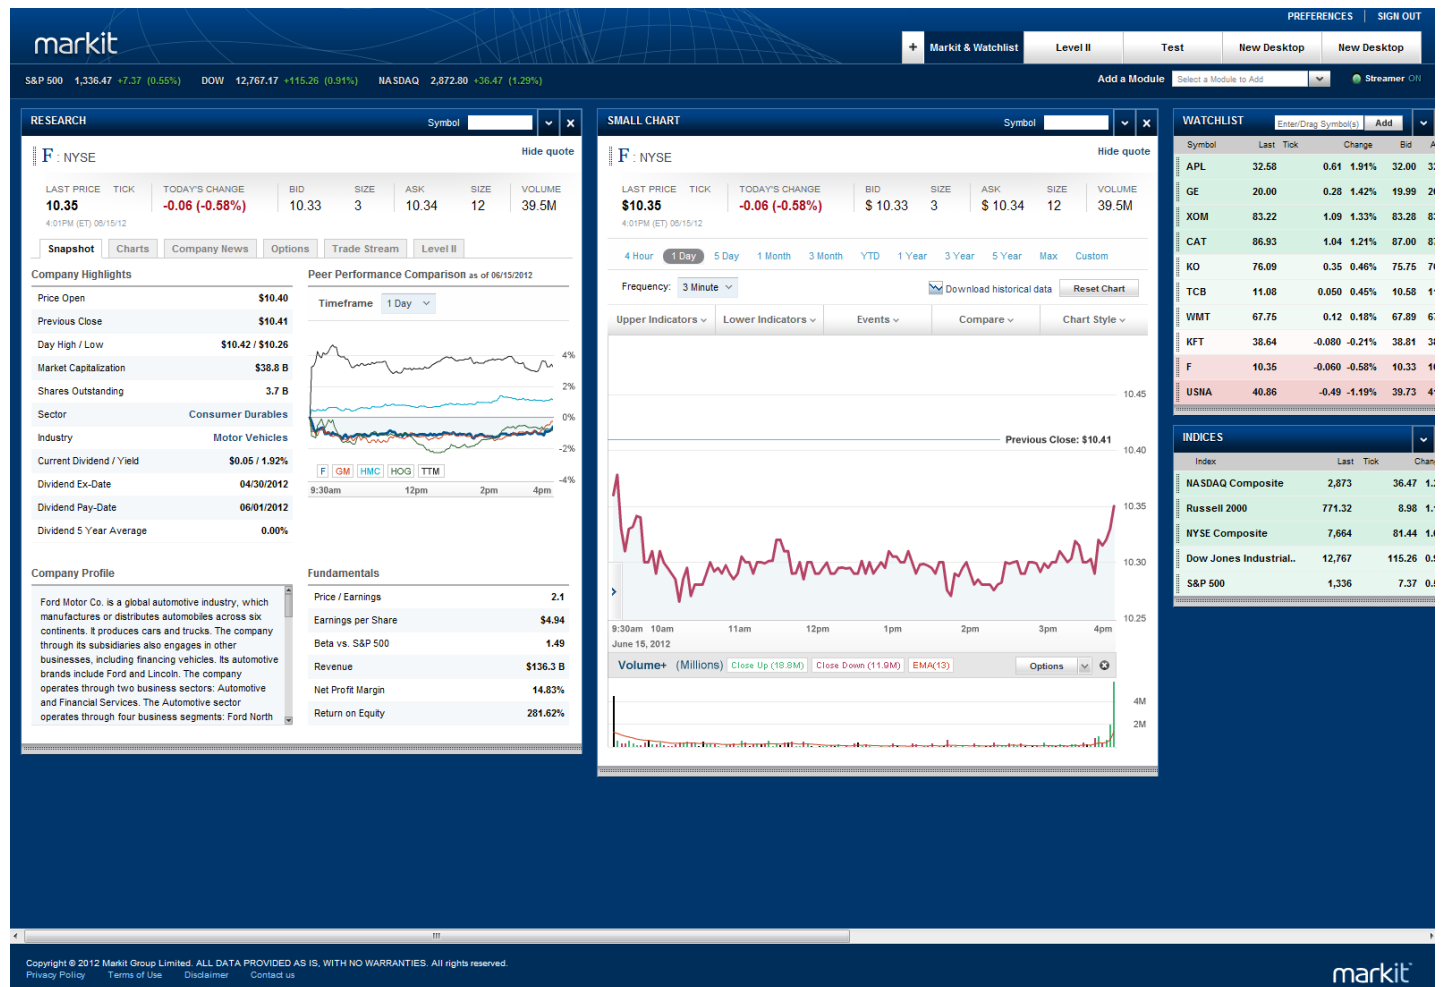 PREFERENCES | SIGN OUT
markit
+ Markit & Watchlist Level II Test New Desktop New Desktop
S&P 500 1,336.47 +7.37 (0.55%) DOW 12,767.17 +115.26 (0.91%) NASDAQ 2,872.80 +36.47 (1.29%)
Add a Module Select a Module to Add Streamer ON
RESEARCH Symbol
F : NYSE Hide quote
LAST PRICE TICK TODAY'S CHANGE BID SIZE ASK SIZE VOLUME
10.35 -0.06 (-0.58%) 10.33 3 10.34 12 39.5M
4:01PM (ET) 06/15/12
Snapshot Charts Company News Options Trade Stream Level II
Company Highlights
Price Open $10.40
Previous Close $10.41
Day High / Low $10.42 / $10.26
Market Capitalization $38.8 B
Shares Outstanding 3.7 B
Sector Consumer Durables
Industry Motor Vehicles
Current Dividend / Yield $0.05 / 1.92%
Dividend Ex-Date 04/30/2012
Dividend Pay-Date 06/01/2012
Dividend 5 Year Average 0.00%
Peer Performance Comparison as of 06/15/2012
Timeframe 1 Day
4%
2%
0%
-2%
-4%
F GM HMC HOG TTM
9:30am 12pm 2pm 4pm
Company Profile
Ford Motor Co. is a global automotive industry, which
manufactures or distributes automobiles across six
continents. It produces cars and trucks. The company
through its subsidiaries also engages in other
businesses, including financing vehicles. Its automotive
brands include Ford and Lincoln. The company
operates through two business sectors: Automotive
and Financial Services. The Automotive sector
operates through four business segments: Ford North
Fundamentals
Price / Earnings 2.1
Earnings per Share $4.94
Beta vs. S&P 500 1.49
Revenue $136.3 B
Net Profit Margin 14.83%
Return on Equity 281.62%
SMALL CHART Symbol
F : NYSE Hide quote
LAST PRICE TICK TODAY'S CHANGE BID SIZE ASK SIZE VOLUME
$10.35 -0.06 (-0.58%) $ 10.33 3 $ 10.34 12 39.5M
4:01PM (ET) 06/15/12
4 Hour 1 Day 5 Day 1 Month 3 Month YTD 1 Year 3 Year 5 Year Max Custom
Frequency: 3 Minute Download historical data Reset Chart
Upper Indicators Lower Indicators Events Compare Chart Style
10.45
Previous Close: $10.41
10.40
10.35
10.30
10.25
9:30am 10am 11am 12pm 1pm 2pm 3pm 4pm
June 15, 2012
Volume+ (Millions) Close Up (18.8M) Close Down (11.9M) EMA(13) Options
4M
2M
WATCHLIST Enter/Drag Symbol(s) Add
Symbol Last Tick Change Bid
APL 32.58 0.61 1.91% 32.00
GE 20.00 0.28 1.42% 19.99
XOM 83.22 1.09 1.33% 83.28
CAT 86.93 1.04 1.21% 87.00
KO 76.09 0.35 0.46% 75.75
TCB 11.08 0.050 0.45% 10.58
WMT 67.75 0.12 0.18% 67.89
KFT 38.64 -0.080 -0.21% 38.81
F 10.35 -0.060 -0.58% 10.33
USNA 40.86 -0.49 -1.19% 39.73
INDICES
Index Last Tick
NASDAQ Composite 2,873 36.47
Russell 2000 771.32 8.98
NYSE Composite 7,664 81.44
Dow Jones Industrial.. 12,767 115.26
S&P 500 1,336 7.37
Copyright © 2012 Markit Group Limited. ALL DATA PROVIDED AS IS, WITH NO WARRANTIES. All rights reserved.
Privacy Policy Terms of Use Disclaimer Contact us
markit